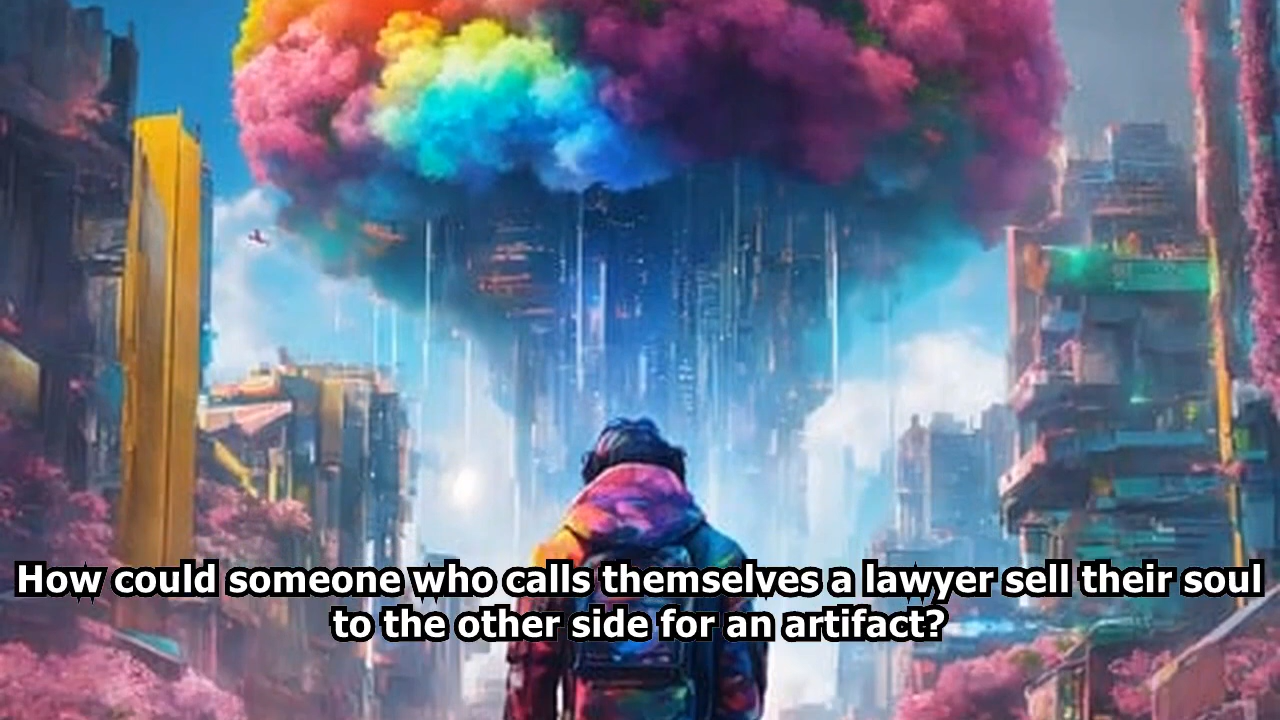 How could someone who calls themselves a lawyer sell their soul
to the other side for an artifact?